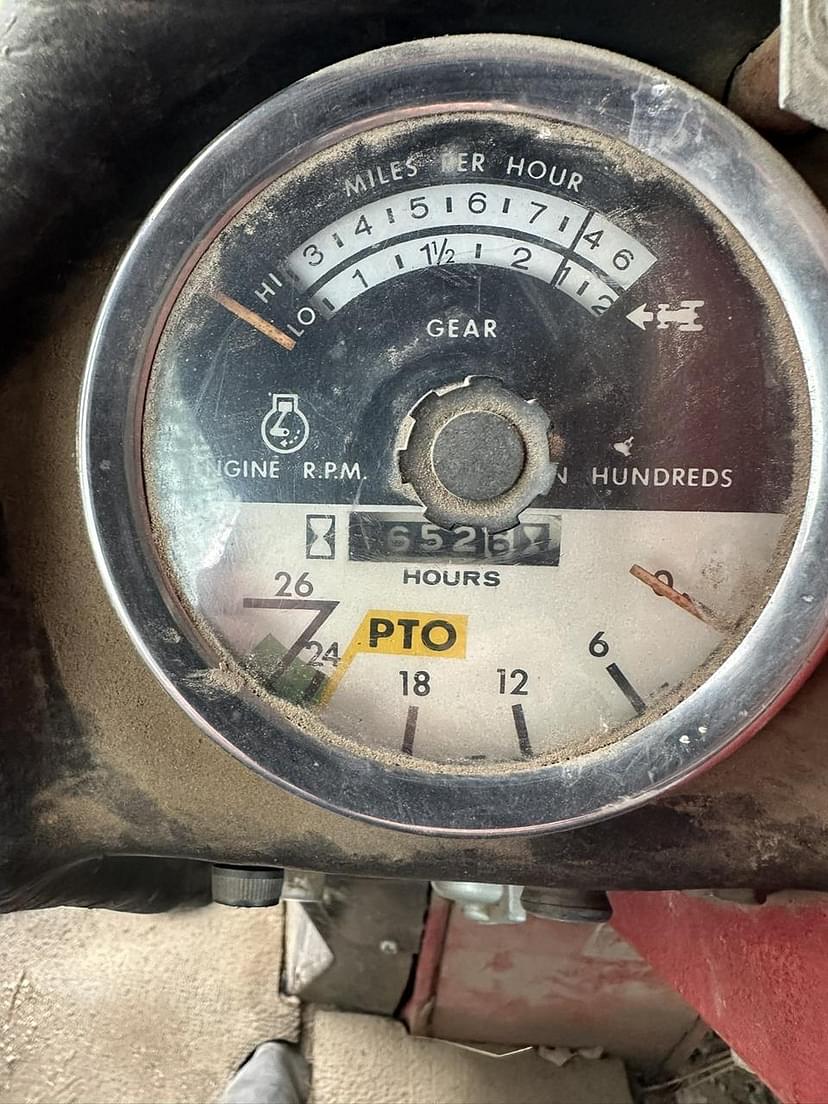 MILES PER HOUR
HI 3 4 5 6 7 4 6
LO 1 1½ 2 1 2
GEAR
ENGINE R.P.M. IN HUNDREDS
6526
HOURS
26 24 PTO 18 12 6 0